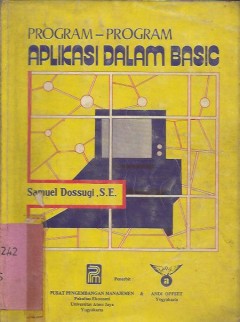 PROGRAM-PROGRAM
APLIKASI DALAM BASIC
Samuel Dossugi, S.E.
242
S
Penerbit:
PUSAT PENGEMBANGAN MANAJEMEN & ANDI OFFSET
Fakultas Ekonomi Yogyakarta
Universitas Atma Jaya
Yogyakarta